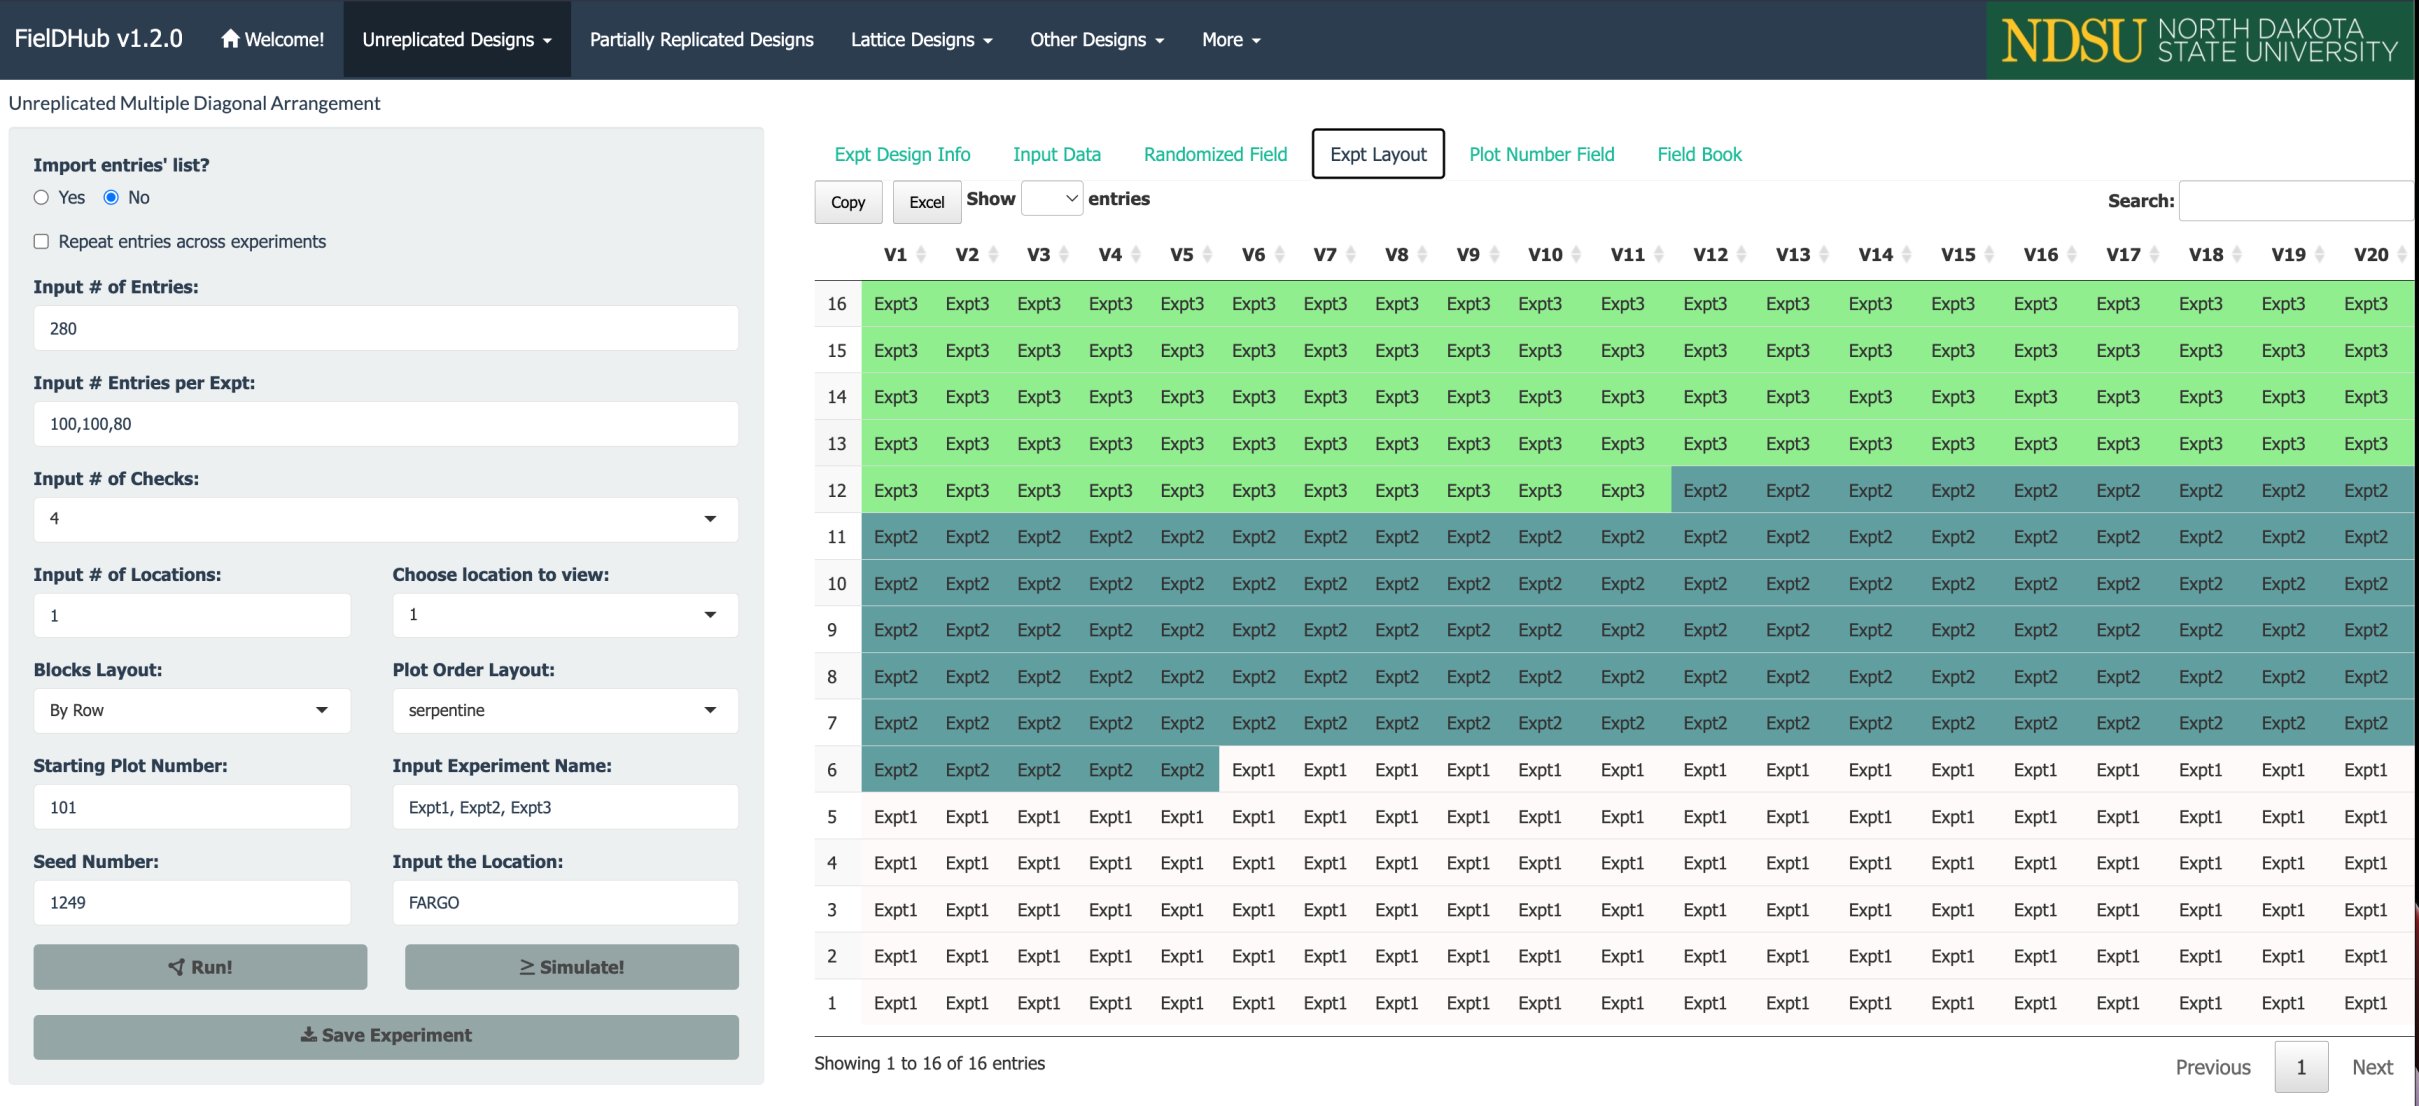 FielDHub v1.2.0 Welcome! Unreplicated Designs Partially Replicated Designs Lattice Designs Other Designs More NDSU NORTH DAKOTA STATE UNIVERSITY
Unreplicated Multiple Diagonal Arrangement
Import entries' list?
Yes No
Repeat entries across experiments
Input # of Entries:
280
Input # Entries per Expt:
100,100,80
Input # of Checks:
4
Input # of Locations: Choose location to view:
1 1
Blocks Layout: Plot Order Layout:
By Row serpentine
Starting Plot Number: Input Experiment Name:
101 Expt1, Expt2, Expt3
Seed Number: Input the Location:
1249 FARGO
Run! Simulate!
Save Experiment
Expt Design Info Input Data Randomized Field Expt Layout Plot Number Field Field Book
Copy Excel Show entries Search:
V1 V2 V3 V4 V5 V6 V7 V8 V9 V10 V11 V12 V13 V14 V15 V16 V17 V18 V19 V20
16 Expt3 Expt3 Expt3 Expt3 Expt3 Expt3 Expt3 Expt3 Expt3 Expt3 Expt3 Expt3 Expt3 Expt3 Expt3 Expt3 Expt3 Expt3 Expt3 Expt3
15 Expt3 Expt3 Expt3 Expt3 Expt3 Expt3 Expt3 Expt3 Expt3 Expt3 Expt3 Expt3 Expt3 Expt3 Expt3 Expt3 Expt3 Expt3 Expt3 Expt3
14 Expt3 Expt3 Expt3 Expt3 Expt3 Expt3 Expt3 Expt3 Expt3 Expt3 Expt3 Expt3 Expt3 Expt3 Expt3 Expt3 Expt3 Expt3 Expt3 Expt3
13 Expt3 Expt3 Expt3 Expt3 Expt3 Expt3 Expt3 Expt3 Expt3 Expt3 Expt3 Expt3 Expt3 Expt3 Expt3 Expt3 Expt3 Expt3 Expt3 Expt3
12 Expt3 Expt3 Expt3 Expt3 Expt3 Expt3 Expt3 Expt3 Expt3 Expt3 Expt3 Expt2 Expt2 Expt2 Expt2 Expt2 Expt2 Expt2 Expt2 Expt2
11 Expt2 Expt2 Expt2 Expt2 Expt2 Expt2 Expt2 Expt2 Expt2 Expt2 Expt2 Expt2 Expt2 Expt2 Expt2 Expt2 Expt2 Expt2 Expt2 Expt2
10 Expt2 Expt2 Expt2 Expt2 Expt2 Expt2 Expt2 Expt2 Expt2 Expt2 Expt2 Expt2 Expt2 Expt2 Expt2 Expt2 Expt2 Expt2 Expt2 Expt2
9 Expt2 Expt2 Expt2 Expt2 Expt2 Expt2 Expt2 Expt2 Expt2 Expt2 Expt2 Expt2 Expt2 Expt2 Expt2 Expt2 Expt2 Expt2 Expt2 Expt2
8 Expt2 Expt2 Expt2 Expt2 Expt2 Expt2 Expt2 Expt2 Expt2 Expt2 Expt2 Expt2 Expt2 Expt2 Expt2 Expt2 Expt2 Expt2 Expt2 Expt2
7 Expt2 Expt2 Expt2 Expt2 Expt2 Expt2 Expt2 Expt2 Expt2 Expt2 Expt2 Expt2 Expt2 Expt2 Expt2 Expt2 Expt2 Expt2 Expt2 Expt2
6 Expt2 Expt2 Expt2 Expt2 Expt2 Expt1 Expt1 Expt1 Expt1 Expt1 Expt1 Expt1 Expt1 Expt1 Expt1 Expt1 Expt1 Expt1 Expt1 Expt1
5 Expt1 Expt1 Expt1 Expt1 Expt1 Expt1 Expt1 Expt1 Expt1 Expt1 Expt1 Expt1 Expt1 Expt1 Expt1 Expt1 Expt1 Expt1 Expt1 Expt1
4 Expt1 Expt1 Expt1 Expt1 Expt1 Expt1 Expt1 Expt1 Expt1 Expt1 Expt1 Expt1 Expt1 Expt1 Expt1 Expt1 Expt1 Expt1 Expt1 Expt1
3 Expt1 Expt1 Expt1 Expt1 Expt1 Expt1 Expt1 Expt1 Expt1 Expt1 Expt1 Expt1 Expt1 Expt1 Expt1 Expt1 Expt1 Expt1 Expt1 Expt1
2 Expt1 Expt1 Expt1 Expt1 Expt1 Expt1 Expt1 Expt1 Expt1 Expt1 Expt1 Expt1 Expt1 Expt1 Expt1 Expt1 Expt1 Expt1 Expt1 Expt1
1 Expt1 Expt1 Expt1 Expt1 Expt1 Expt1 Expt1 Expt1 Expt1 Expt1 Expt1 Expt1 Expt1 Expt1 Expt1 Expt1 Expt1 Expt1 Expt1 Expt1
Showing 1 to 16 of 16 entries Previous 1 Next